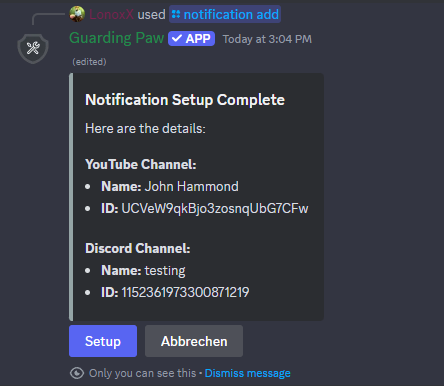 LonosX used notification add
Guarding Paw ✓ APP Today at 3:04 PM
(edited)
Notification Setup Complete
Here are the details:
YouTube Channel:
• Name: John Hammond
• ID: UCVeW9qkBjo3zosnqUbG7CFw
Discord Channel:
• Name: testing
• ID: 1152361973300871219
Setup Abbrechen
Only you can see this • Dismiss message